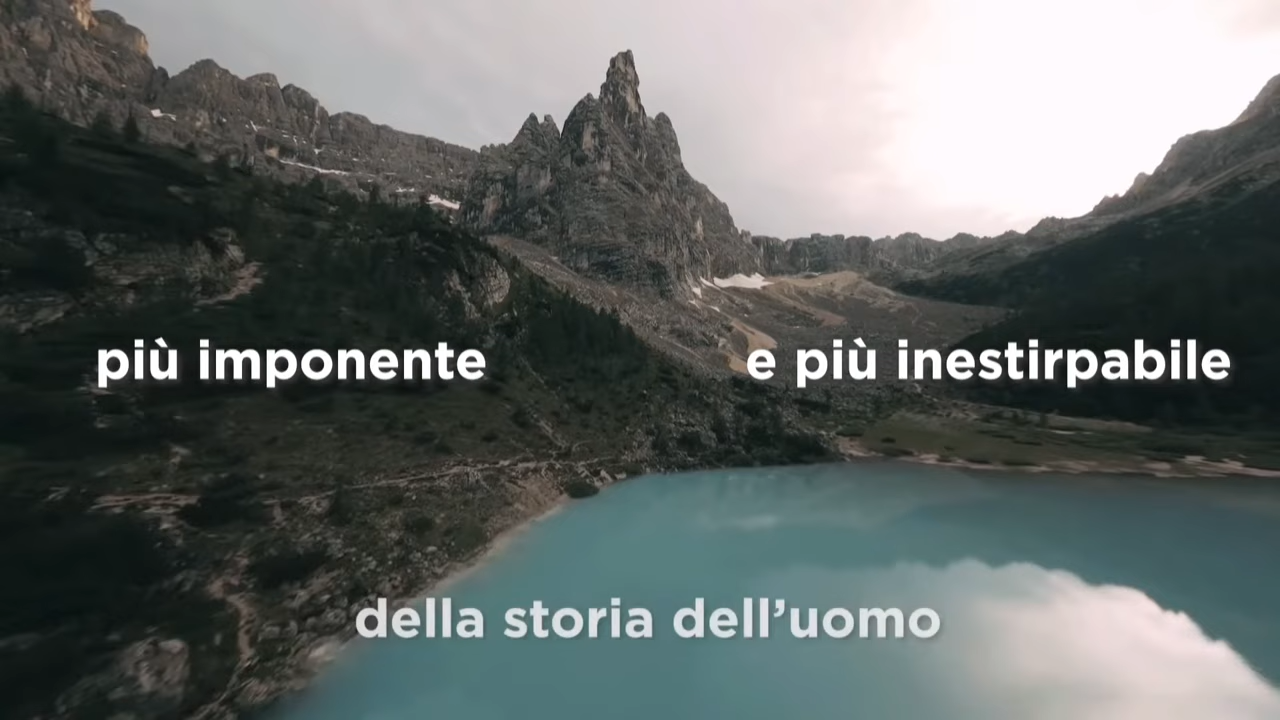 più imponente
e più inestirpabile
della storia dell’uomo